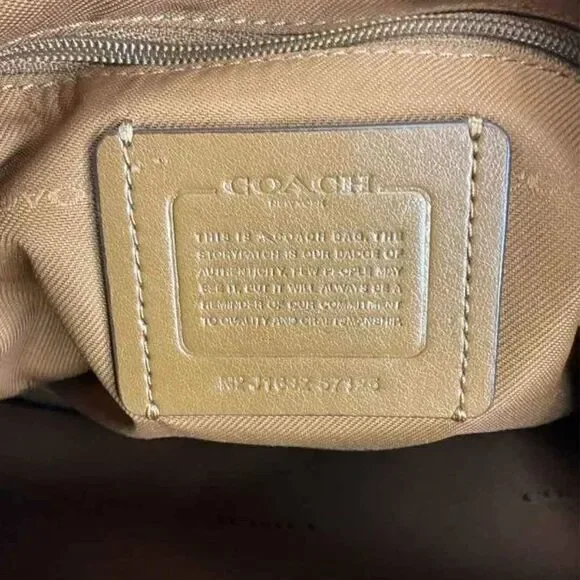 COACH
NEW YORK
THIS IS A COACH BAG. THE
STORYPATCH IS OUR BADGE OF
AUTHENTICITY. FEW PEOPLE MAY
SEE IT, BUT IT WILL ALWAYS BE A
REMINDER OF OUR COMMITMENT
TO QUALITY AND CRAFTSMANSHIP.